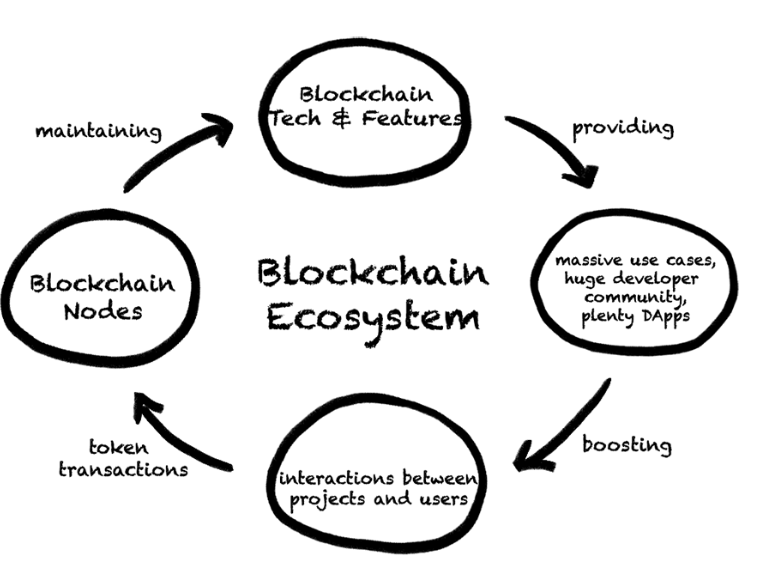 Blockchain
Tech & Features
maintaining
providing
Blockchain
Nodes
Blockchain
Ecosystem
massive use cases,
huge developer
community,
plenty DApps
token
transactions
boosting
interactions between
projects and users